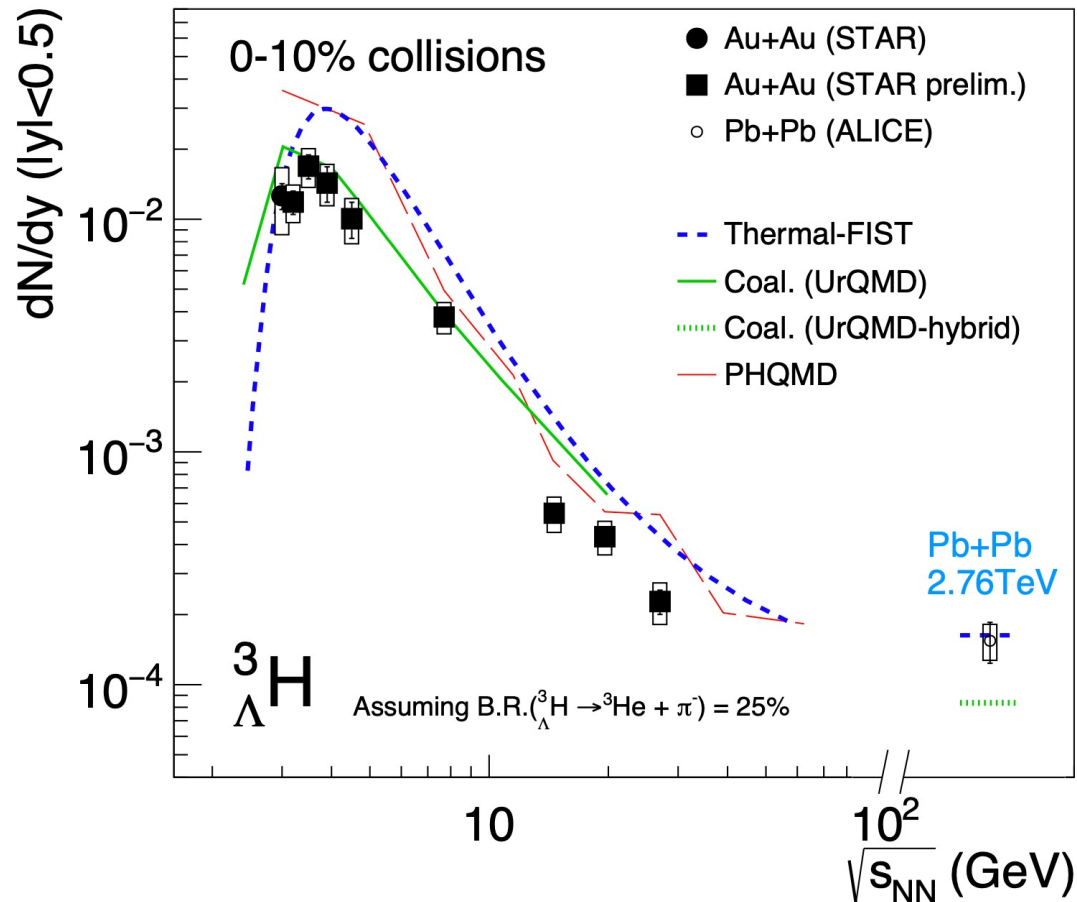 dN/dy (|y|<0.5)
0-10% collisions
Au+Au (STAR)
Au+Au (STAR prelim.)
Pb+Pb (ALICE)
Thermal-FIST
Coal. (UrQMD)
Coal. (UrQMD-hybrid)
PHQMD
10⁻²
10⁻³
10⁻⁴
Pb+Pb
2.76TeV
³ΛH
Assuming B.R.(³ΛH →³He + π⁻) = 25%
10
10²
√sNN (GeV)